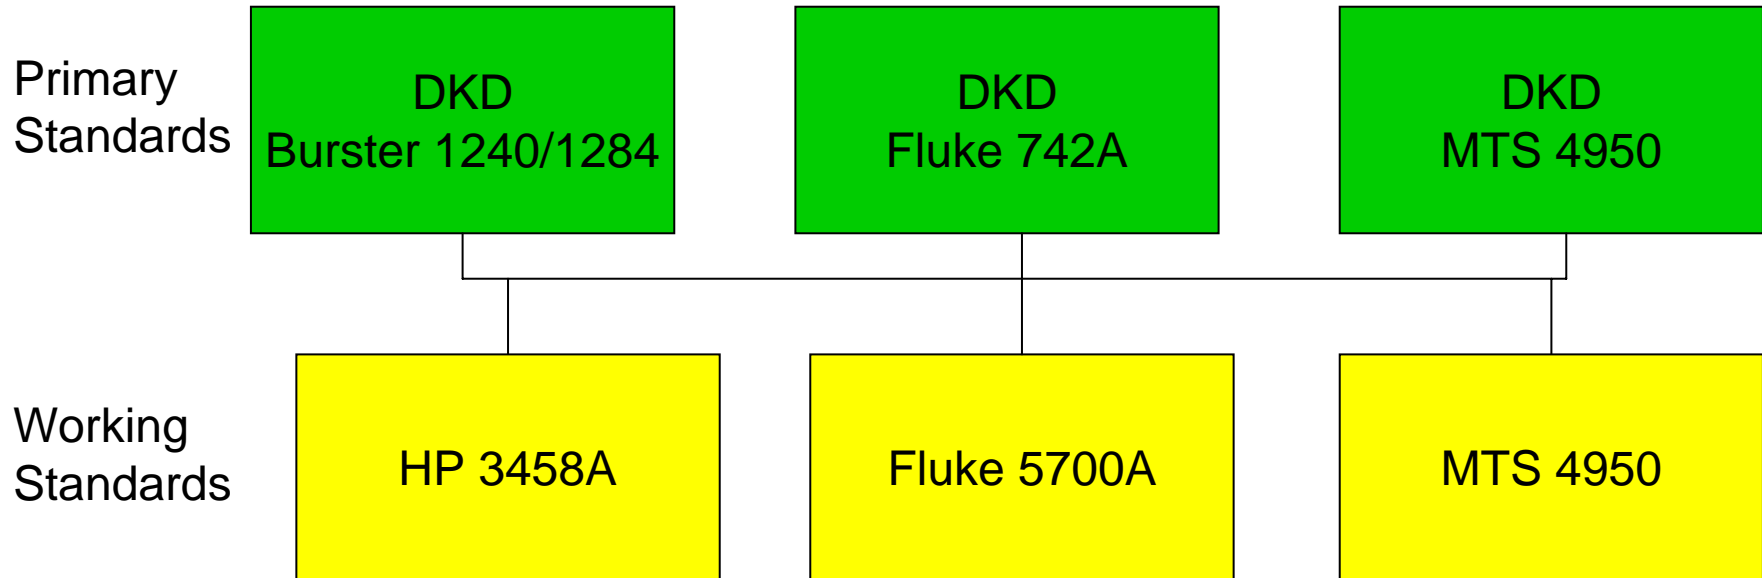 Primary
Standards
DKD
Burster 1240/1284
DKD
Fluke 742A
DKD
MTS 4950
Working
Standards
HP 3458A
Fluke 5700A
MTS 4950